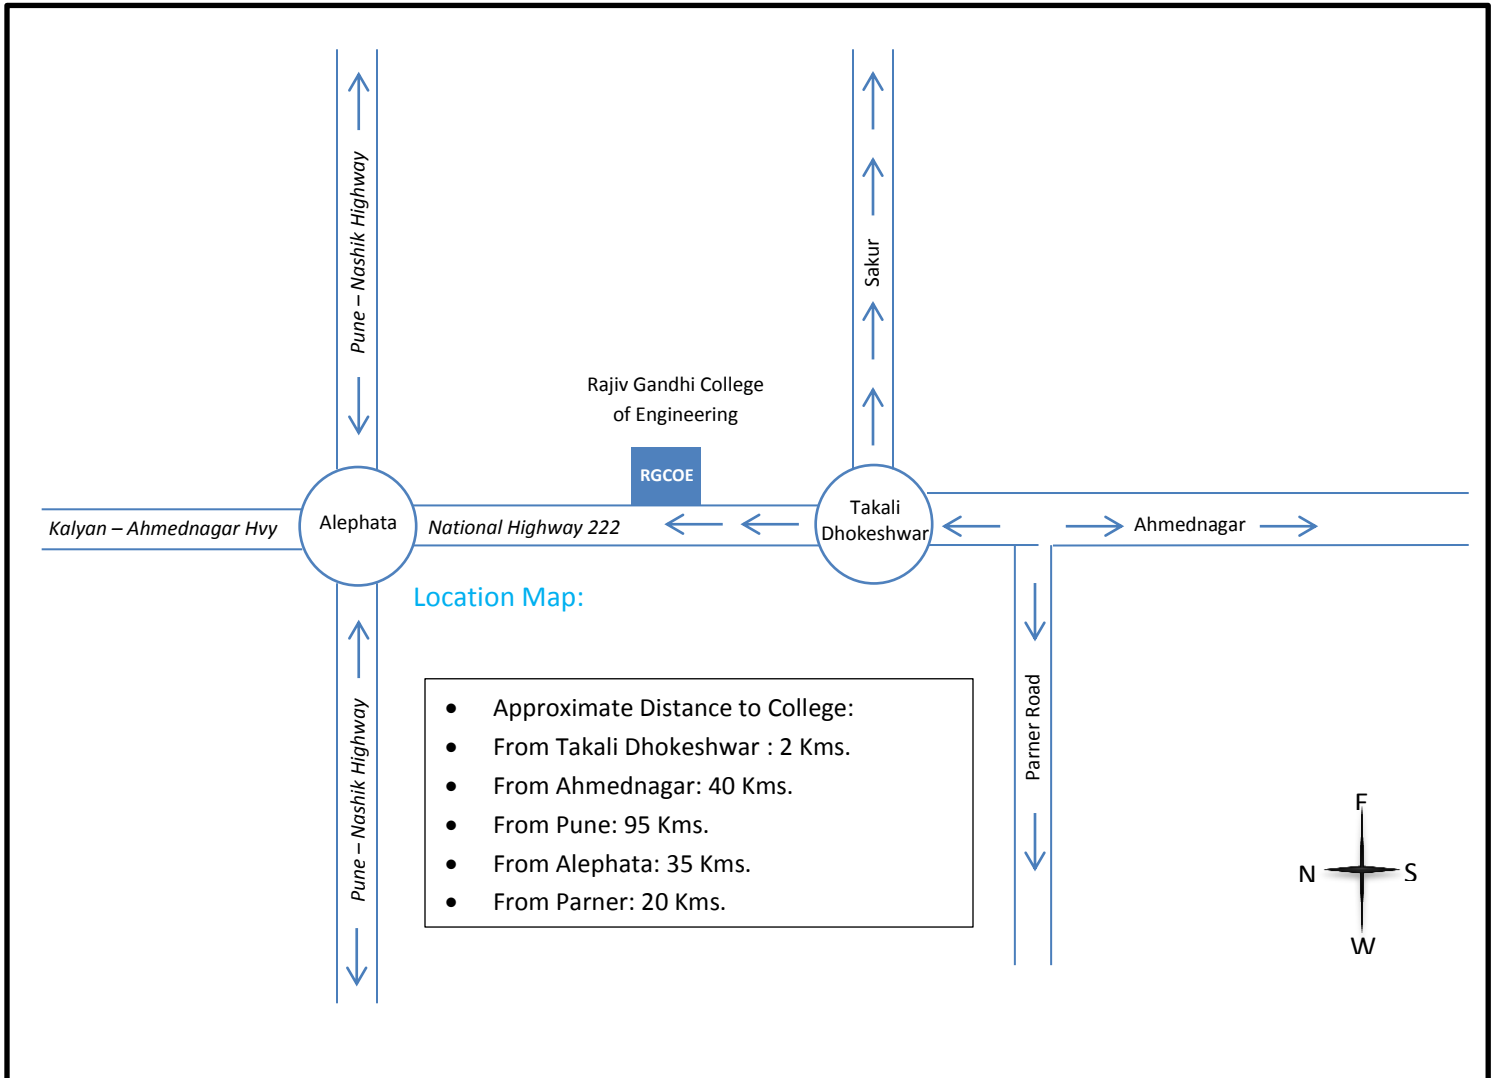 Pune – Nashik Highway
Sakur
Rajiv Gandhi College
of Engineering
RGCOE
Kalyan – Ahmednagar Hvy
Alephata
National Highway 222
Takali
Dhokeshwar
Ahmednagar
Location Map:
Pune – Nashik Highway
Parner Road
• Approximate Distance to College:
• From Takali Dhokeshwar : 2 Kms.
• From Ahmednagar: 40 Kms.
• From Pune: 95 Kms.
• From Alephata: 35 Kms.
• From Parner: 20 Kms.
N
S
W